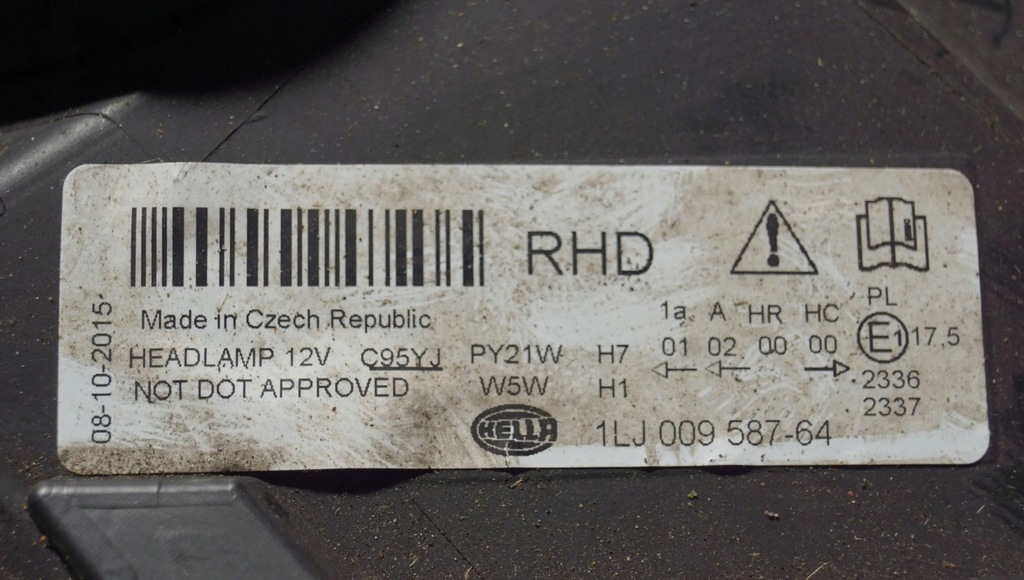 RHD
08-10-2015
Made in Czech Republic
HEADLAMP 12V C95YJ PY21W H7
NOT DOT APPROVED W5W H1
1a A HR HC PL
01 02 00 00 E1 17.5
2336
2337
HELLA 1LJ 009 587-64